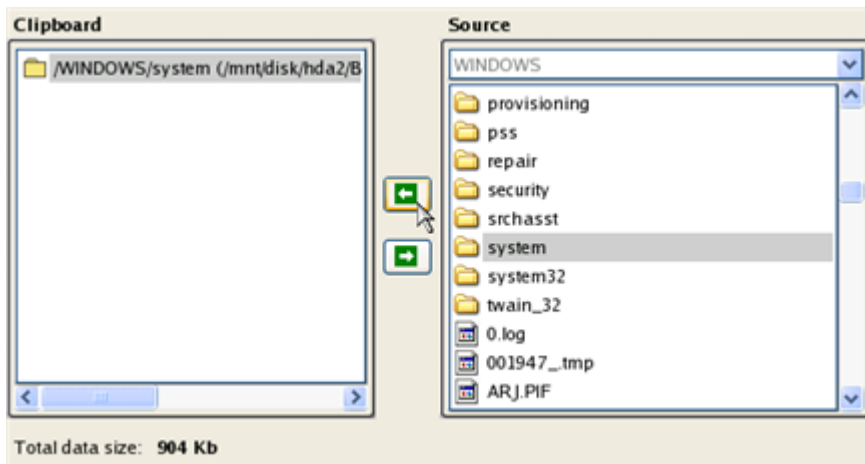 Clipboard
/WINDOWS/system (/mnt/disk/hda2/B
Source
WINDOWS
provisioning
pss
repair
security
srchasst
system
system32
twain_32
0.log
001947_.tmp
ARJ.PIF
Total data size: 904 Kb